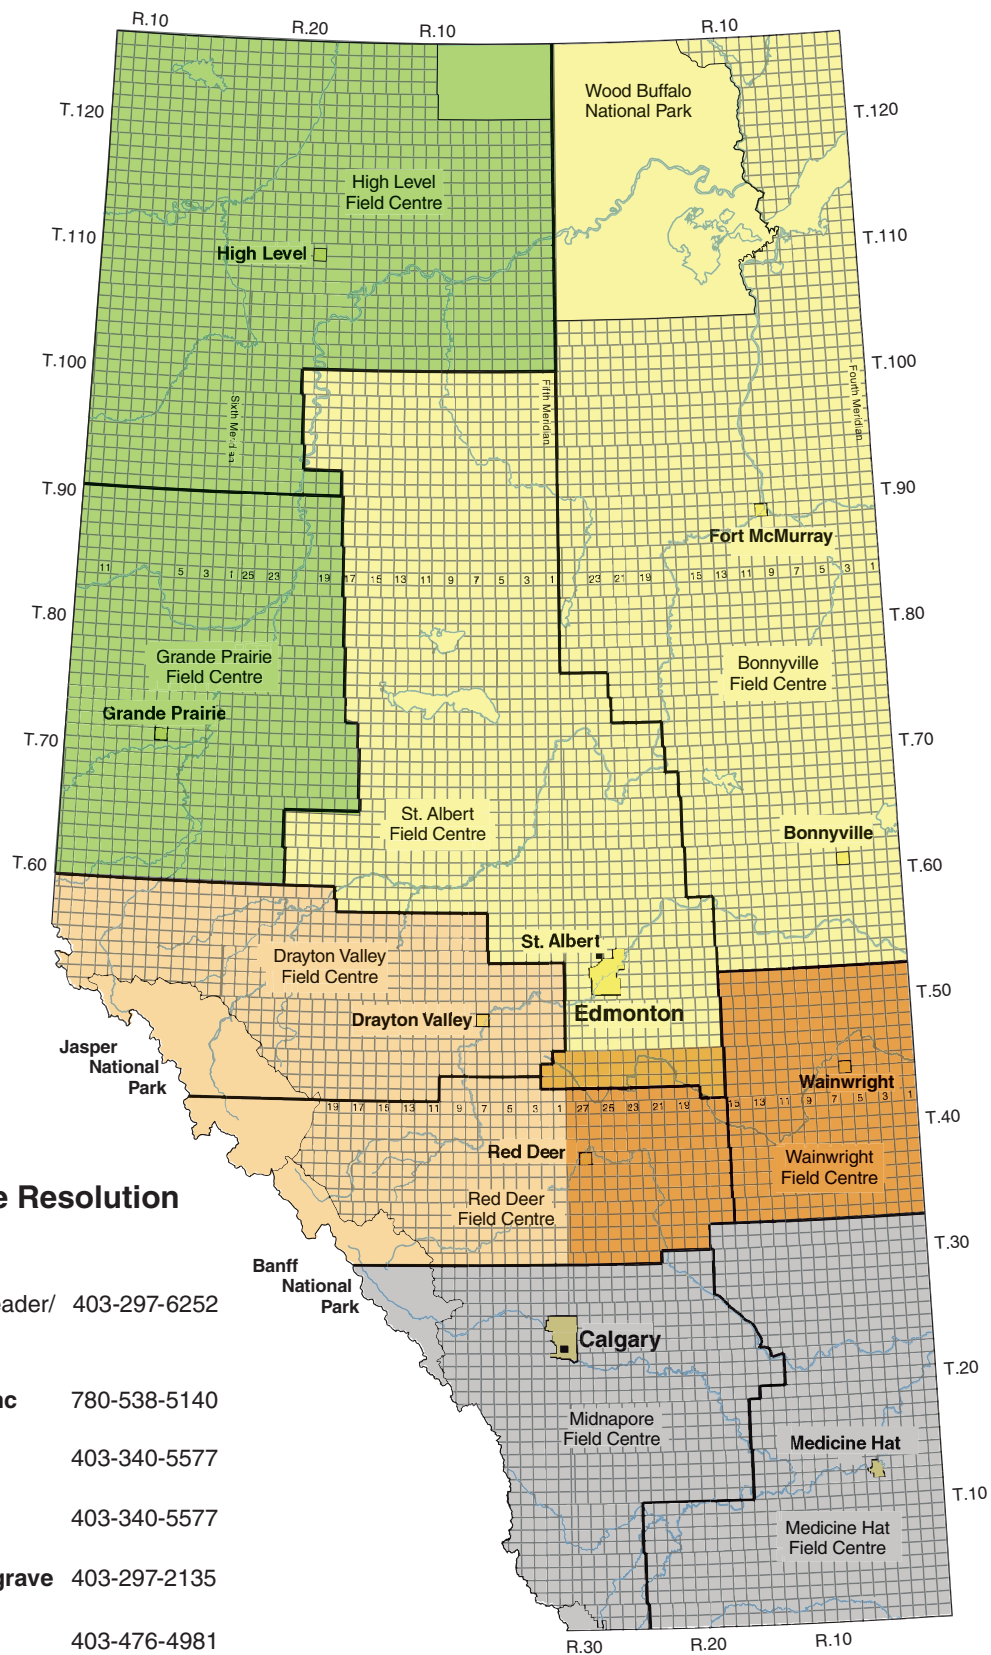 R.10
R.20
R.10
R.10
T.120
Wood Buffalo
National Park
T.120
High Level
Field Centre
T.110
High Level
T.110
T.100
T.100
Sixth Meridian
Fifth Meridian
Fourth Meridian
T.90
T.90
Fort McMurray
11 5 3 1 25 23 19 17 15 13 11 9 7 5 3 1 23 21 19 15 13 11 9 7 5 3 1
T.80
T.80
Grande Prairie
Field Centre
Bonnyville
Field Centre
Grande Prairie
T.70
T.70
St. Albert
Field Centre
Bonnyville
T.60
T.60
St. Albert
Drayton Valley
Field Centre
T.50
Edmonton
Drayton Valley
Jasper
National
Park
Wainwright
19 17 15 13 11 9 7 5 3 1 27 25 23 21 19 15 13 11 9 7 5 3 1
T.40
Red Deer
Wainwright
Field Centre
e Resolution
Red Deer
Field Centre
T.30
Banff
National
Park
eader/ 403-297-6252
Calgary
T.20
nc 780-538-5140
Midnapore
Field Centre
Medicine Hat
403-340-5577
T.10
403-340-5577
Medicine Hat
Field Centre
grave 403-297-2135
403-476-4981
R.30
R.20
R.10